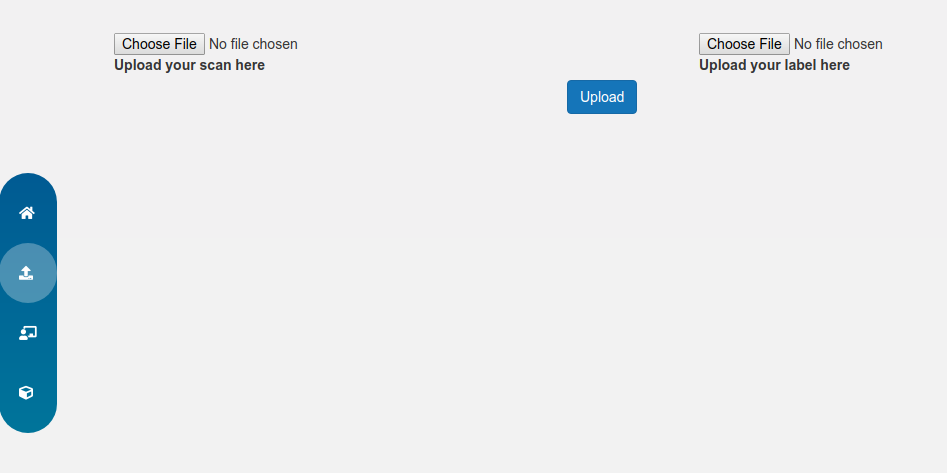 Choose File No file chosen
Upload your scan here
Choose File No file chosen
Upload your label here
Upload